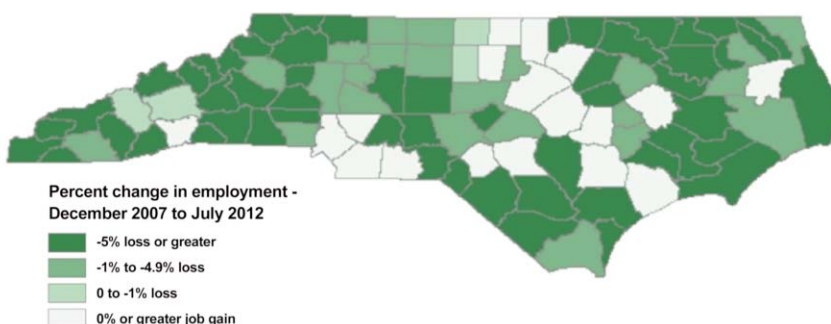 Percent change in employment -
December 2007 to July 2012
-5% loss or greater
-1% to -4.9% loss
0 to -1% loss
0% or greater job gain